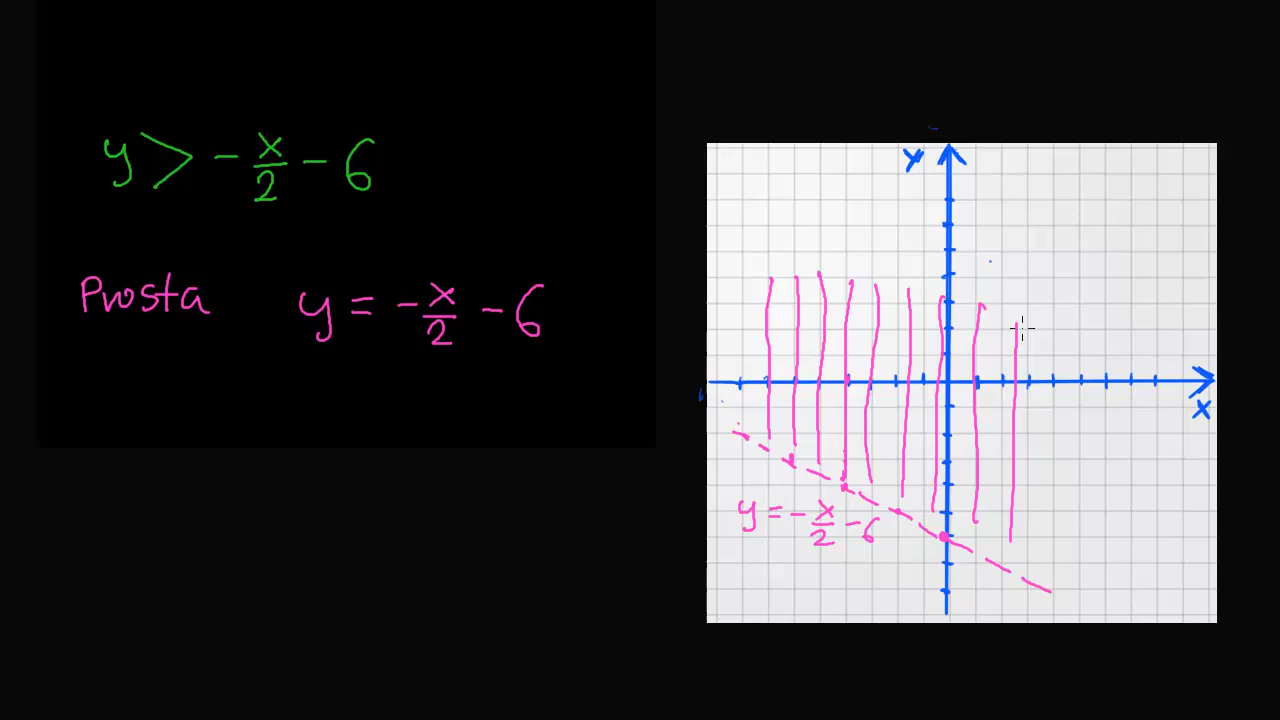 y > -x/2 - 6
Prosta y = -x/2 - 6
y
x
y = -x/2 - 6